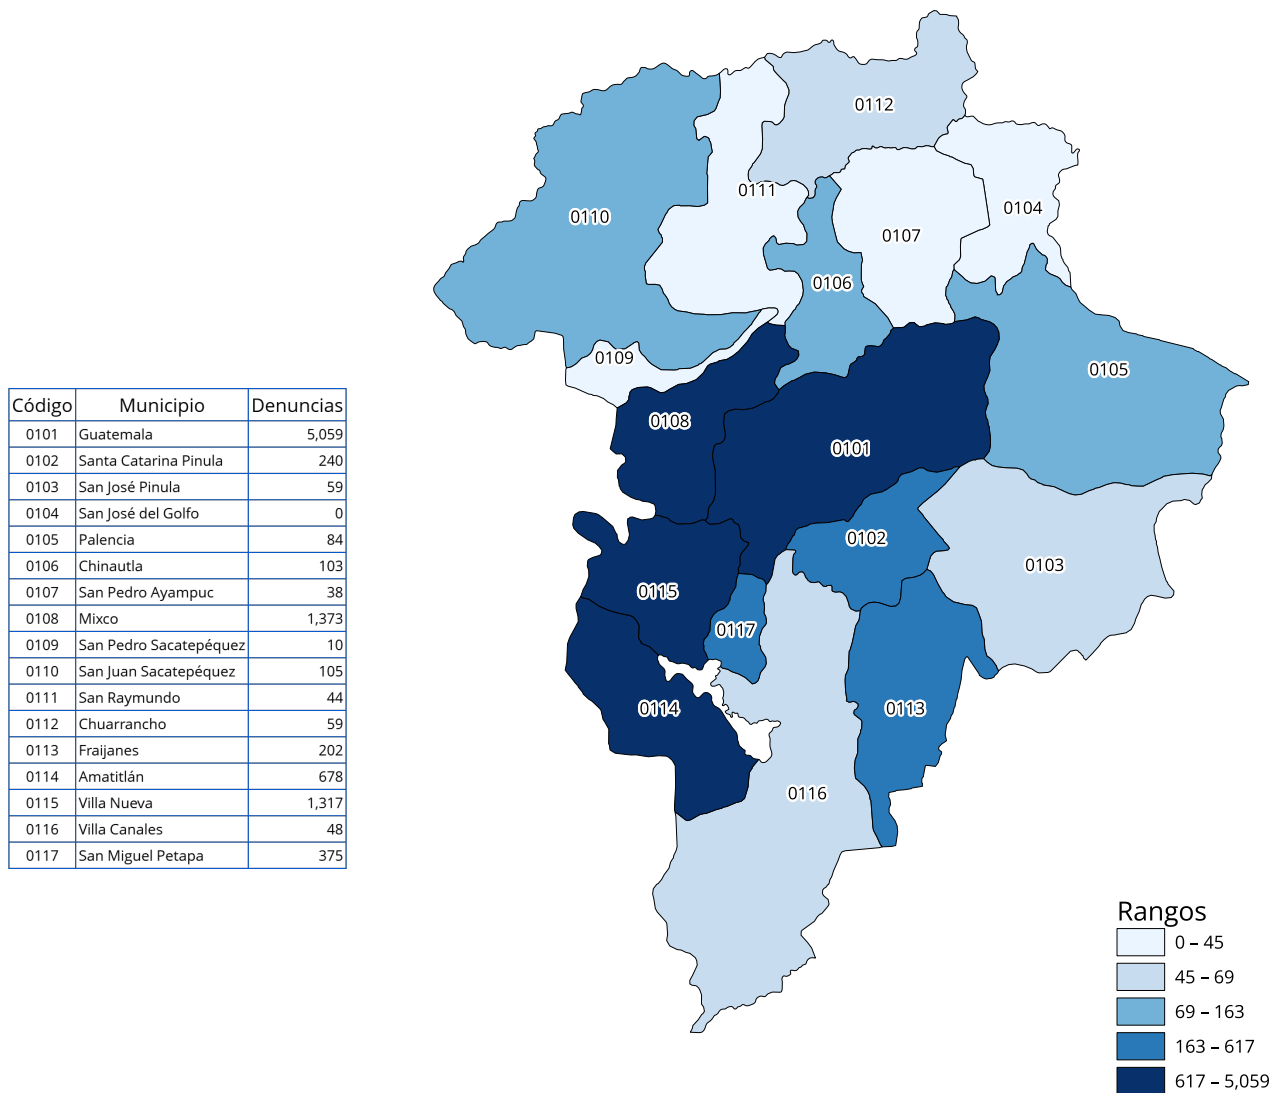 Código Municipio Denuncias
0101 Guatemala 5,059
0102 Santa Catarina Pinula 240
0103 San José Pinula 59
0104 San José del Golfo 0
0105 Palencia 84
0106 Chinautla 103
0107 San Pedro Ayampuc 38
0108 Mixco 1,373
0109 San Pedro Sacatepéquez 10
0110 San Juan Sacatepéquez 105
0111 San Raymundo 44
0112 Chuarrancho 59
0113 Fraijanes 202
0114 Amatitlán 678
0115 Villa Nueva 1,317
0116 Villa Canales 48
0117 San Miguel Petapa 375
0112
0111
0104
0110
0107
0106
0109
0105
0108
0101
0102
0103
0115
0117
0114
0113
0116
Rangos
0 – 45
45 – 69
69 – 163
163 – 617
617 – 5,059